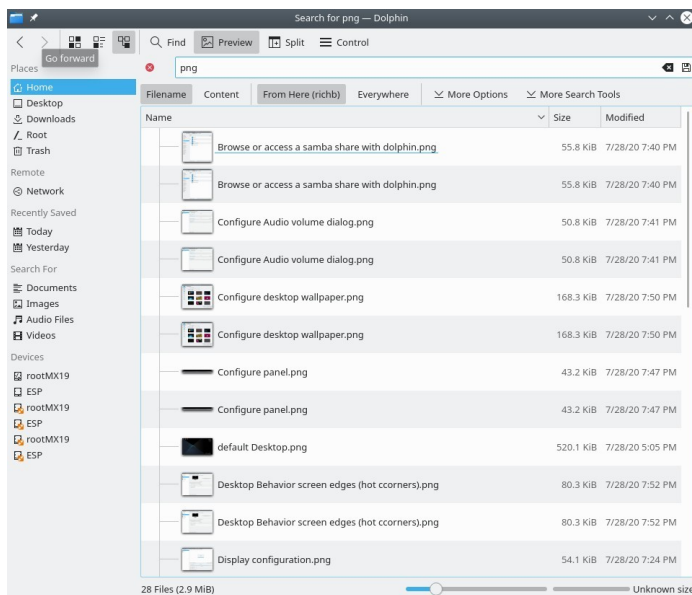 Search for png — Dolphin
Find
Preview
Split
Control
Go forward
Places
png
Home
Desktop
Downloads
Root
Trash
Remote
Network
Recently Saved
Today
Yesterday
Search For
Documents
Images
Audio Files
Videos
Devices
rootMX19
ESP
rootMX19
ESP
rootMX19
ESP
Filename Content From Here (richb) Everywhere More Options More Search Tools
Name Size Modified
Browse or access a samba share with dolphin.png 55.8 KiB 7/28/20 7:40 PM
Browse or access a samba share with dolphin.png 55.8 KiB 7/28/20 7:40 PM
Configure Audio volume dialog.png 50.8 KiB 7/28/20 7:41 PM
Configure Audio volume dialog.png 50.8 KiB 7/28/20 7:41 PM
Configure desktop wallpaper.png 168.3 KiB 7/28/20 7:50 PM
Configure desktop wallpaper.png 168.3 KiB 7/28/20 7:50 PM
Configure panel.png 43.2 KiB 7/28/20 7:47 PM
Configure panel.png 43.2 KiB 7/28/20 7:47 PM
default Desktop.png 520.1 KiB 7/28/20 5:05 PM
Desktop Behavior screen edges (hot ccorners).png 80.3 KiB 7/28/20 7:52 PM
Desktop Behavior screen edges (hot ccorners).png 80.3 KiB 7/28/20 7:52 PM
Display configuration.png 54.1 KiB 7/28/20 7:24 PM
28 Files (2.9 MiB) Unknown size